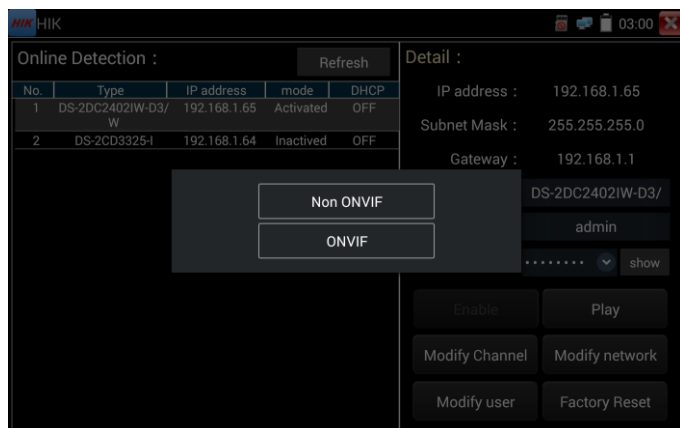 HIK HIK 03:00
Online Detection :
Refresh
No. Type IP address mode DHCP
1 DS-2DC2402IW-D3/ 192.168.1.65 Activated OFF
W
2 DS-2CD3325-I 192.168.1.64 Inactived OFF
Non ONVIF
ONVIF
Detail :
IP address : 192.168.1.65
Subnet Mask : 255.255.255.0
Gateway : 192.168.1.1
DS-2DC2402IW-D3/
admin
•••••••• show
Enable Play
Modify Channel Modify network
Modify user Factory Reset